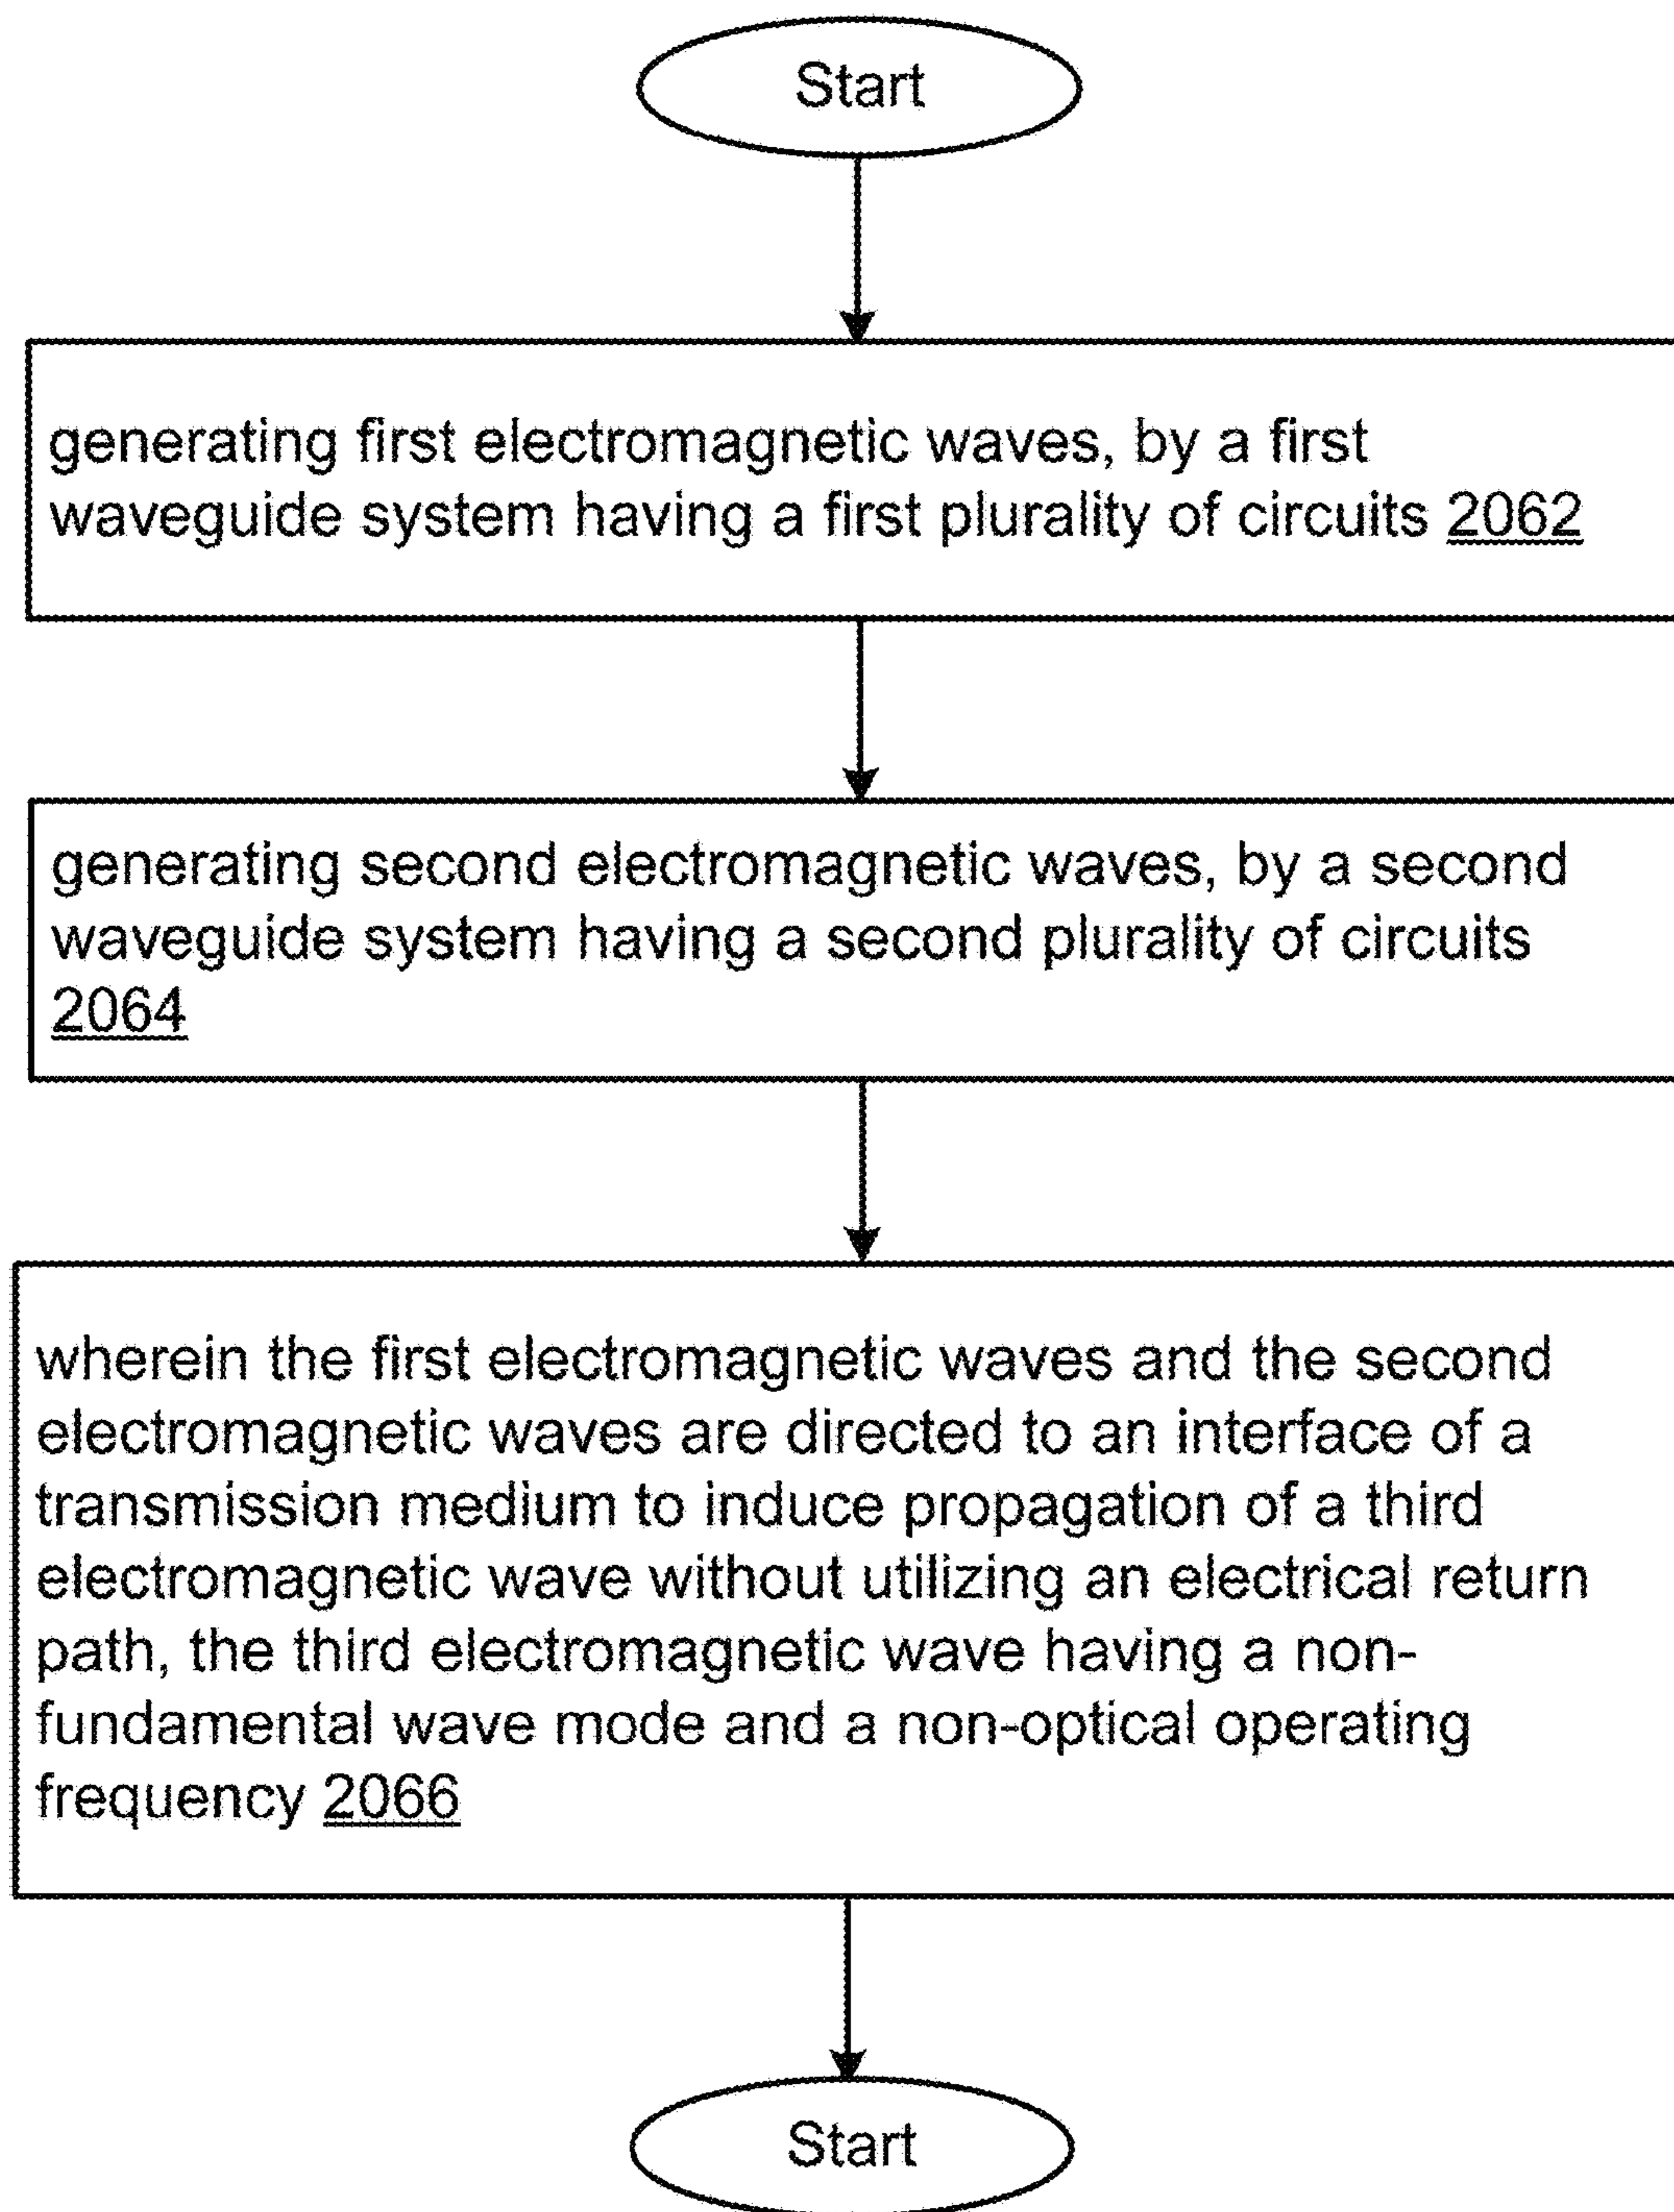 Start
generating first electromagnetic waves, by a first
waveguide system having a first plurality of circuits 2062
generating second electromagnetic waves, by a second
waveguide system having a second plurality of circuits
2064
wherein the first electromagnetic waves and the second
electromagnetic waves are directed to an interface of a
transmission medium to induce propagation of a third
electromagnetic wave without utilizing an electrical return
path, the third electromagnetic wave having a non-
fundamental wave mode and a non-optical operating
frequency 2066
Start